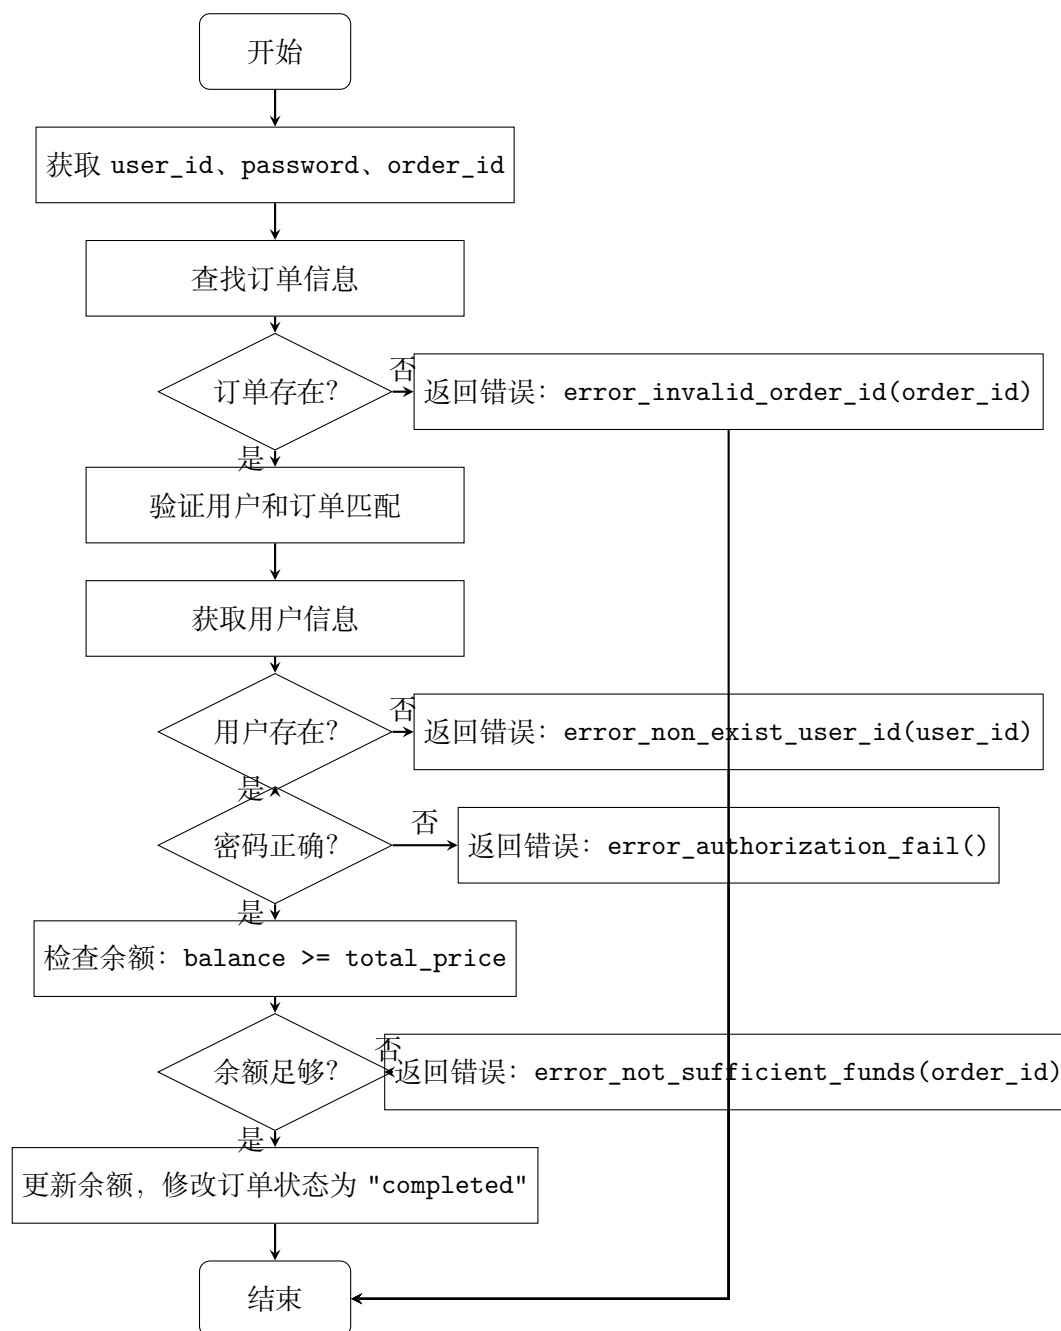 开始
获取 user_id、password、order_id
查找订单信息
订单存在?
否
返回错误：error_invalid_order_id(order_id)
是
验证用户和订单匹配
获取用户信息
用户存在?
否
返回错误：error_non_exist_user_id(user_id)
是
密码正确?
否
返回错误：error_authorization_fail()
是
检查余额：balance >= total_price
余额足够?
否
返回错误：error_not_sufficient_funds(order_id)
是
更新余额，修改订单状态为 "completed"
结束